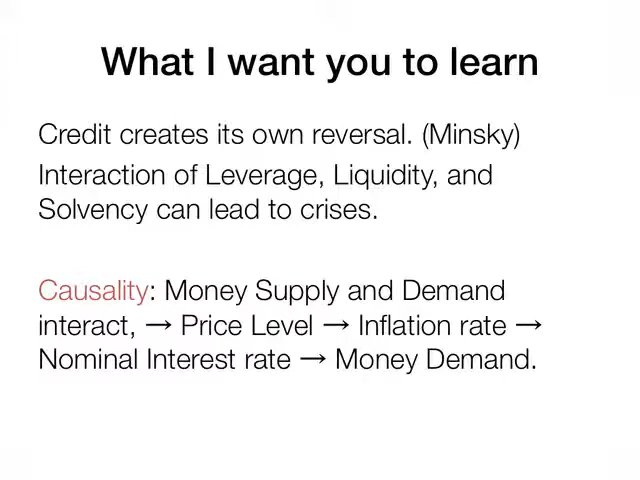 What I want you to learn
Credit creates its own reversal. (Minsky)
Interaction of Leverage, Liquidity, and
Solvency can lead to crises.
Causality: Money Supply and Demand
interact, → Price Level → Inflation rate →
Nominal Interest rate → Money Demand.